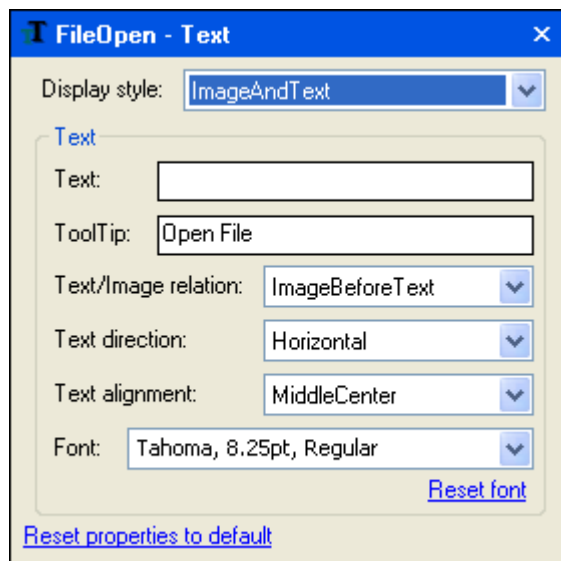 FileOpen - Text
Display style: ImageAndText
Text
Text:
ToolTip: Open File
Text/Image relation: ImageBeforeText
Text direction: Horizontal
Text alignment: MiddleCenter
Font: Tahoma, 8.25pt, Regular
Reset font
Reset properties to default